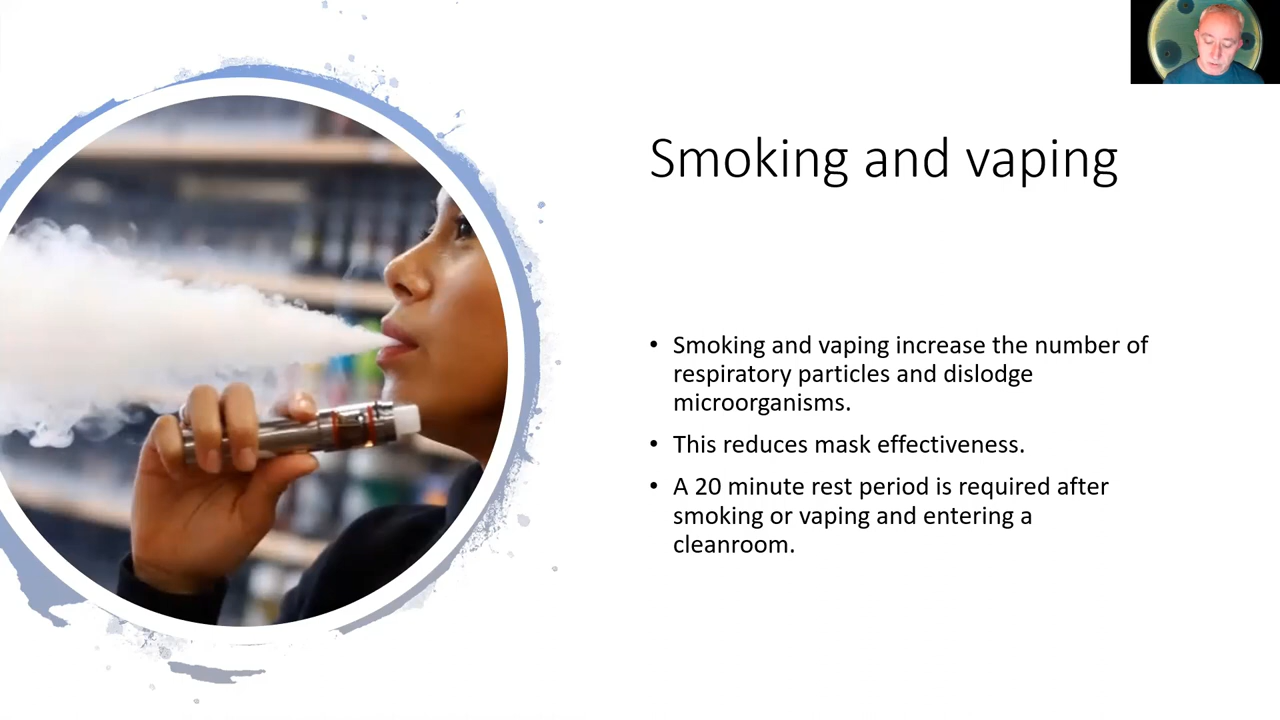 Smoking and vaping
• Smoking and vaping increase the number of
respiratory particles and dislodge
microorganisms.
• This reduces mask effectiveness.
• A 20 minute rest period is required after
smoking or vaping and entering a
cleanroom.